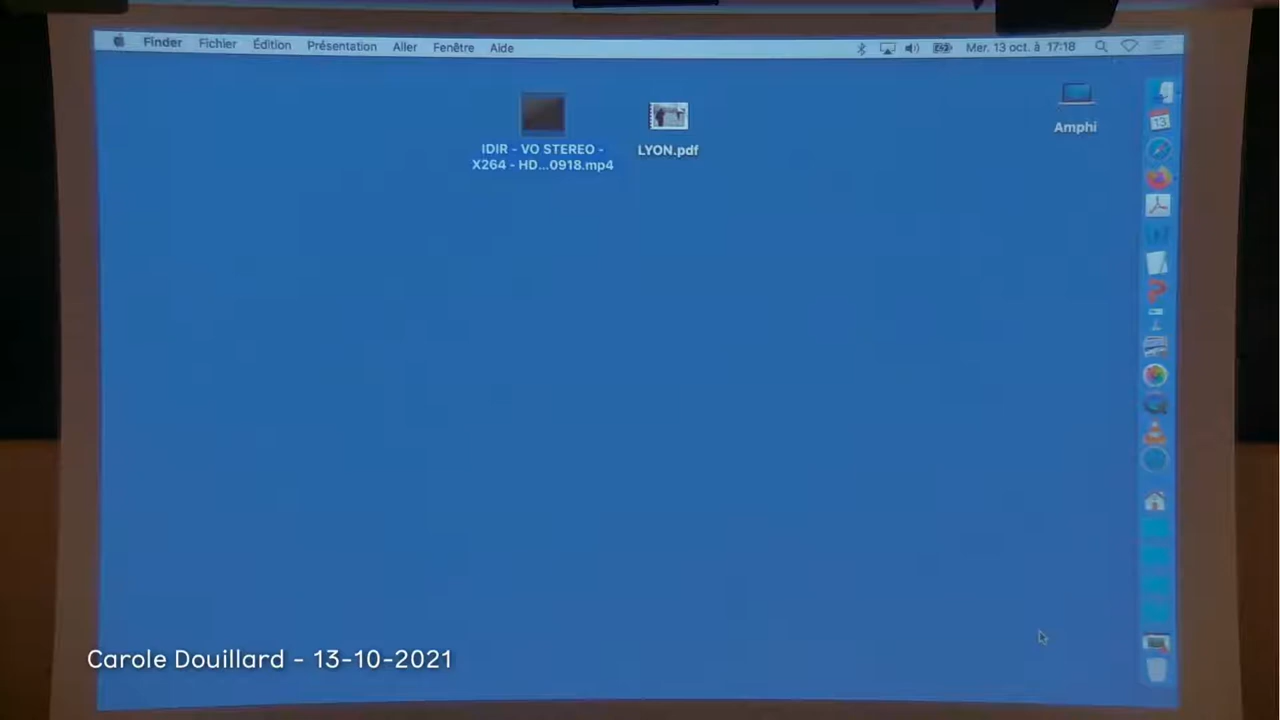 Finder Fichier Édition Présentation Aller Fenêtre Aide Mer. 13 oct. à 17:18
IDIR - VO STEREO -
X264 - HD...0918.mp4
LYON.pdf
Amphi
13
Carole Douillard - 13-10-2021